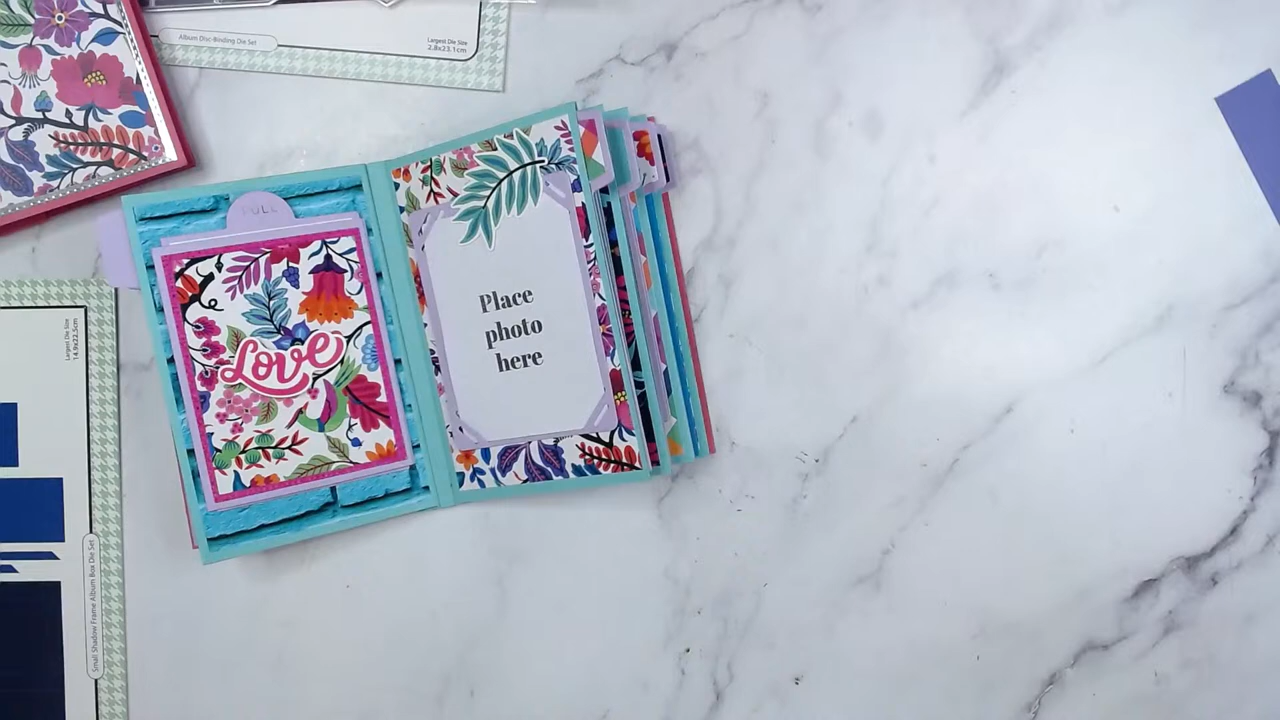 Album Disc-Binding Die Set
Largest Die Size
2.8x23.1cm
PULL
Love
Place
photo
here
Largest Die Size
14.9x22.5cm
Small Shadow Frame Album Box Die Set